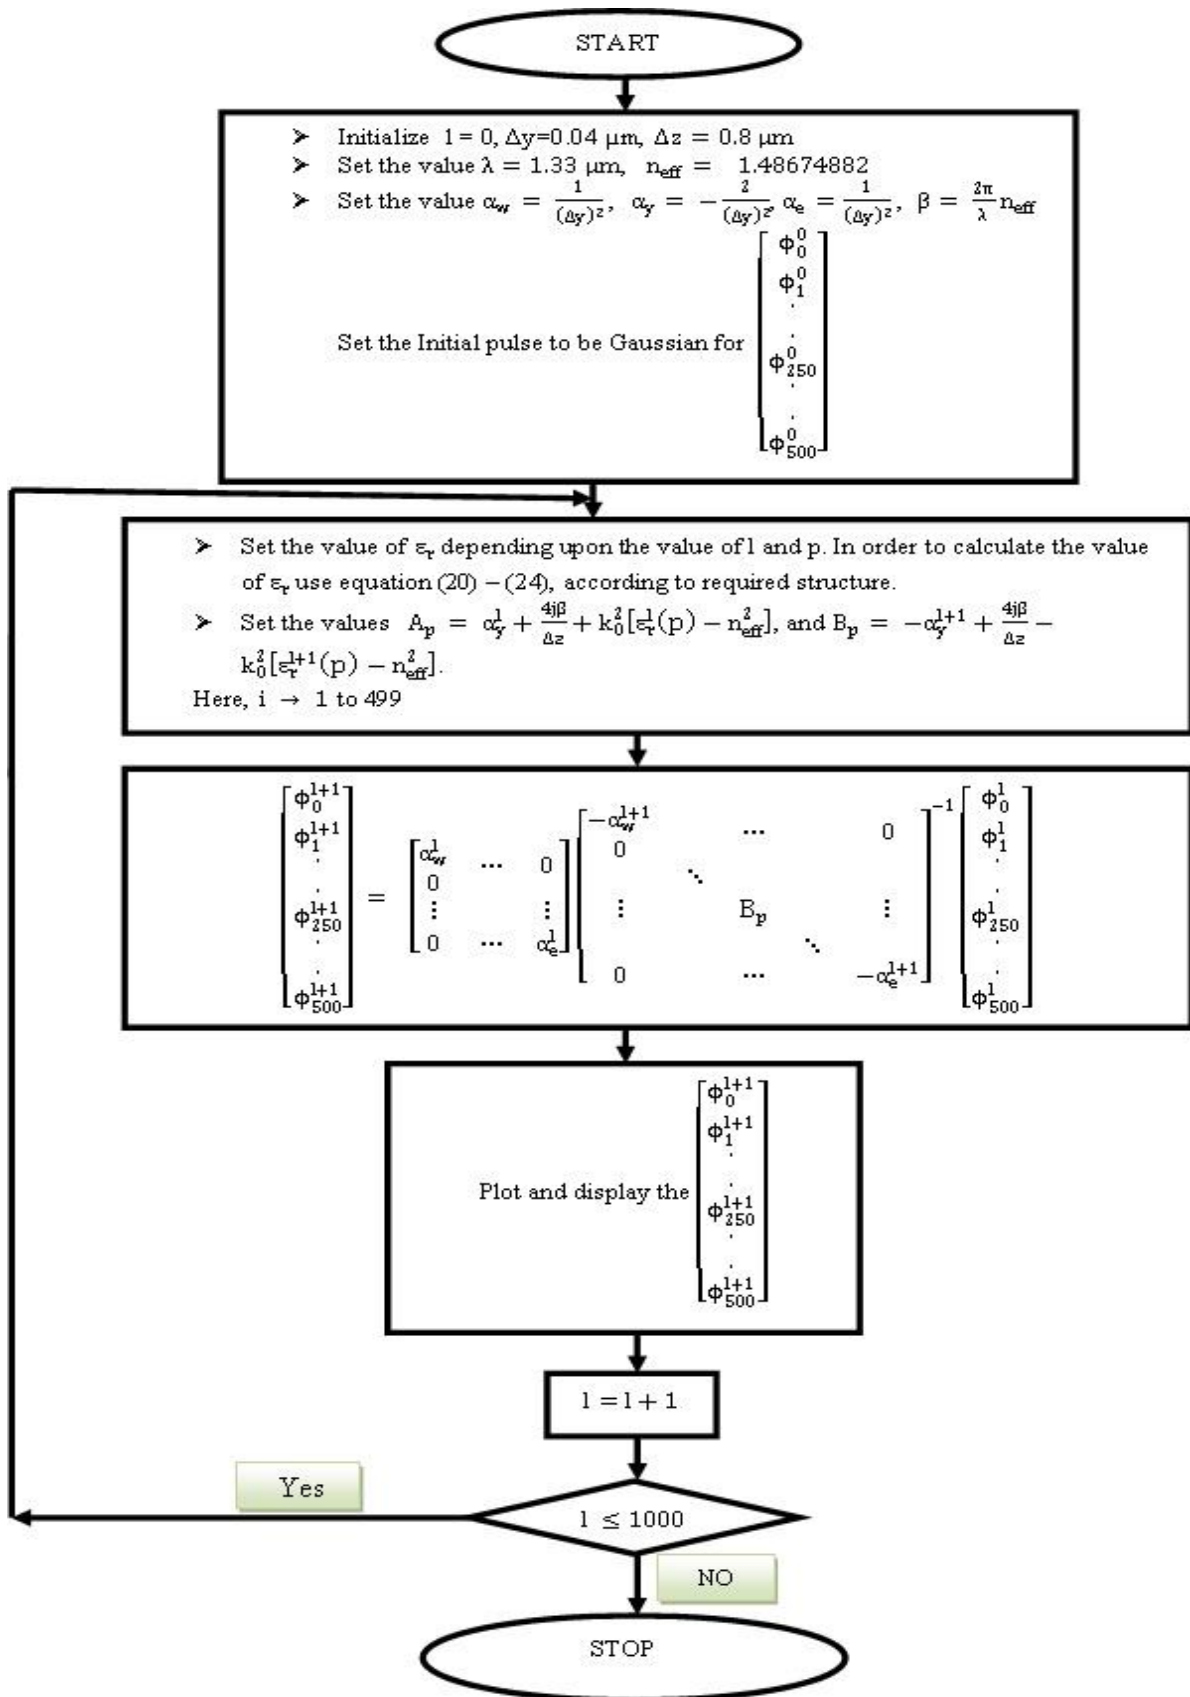 START
➢ Initialize l = 0, Δy=0.04 μm, Δz = 0.8 μm
➢ Set the value λ = 1.33 μm, n_eff = 1.48674882
➢ Set the value α_w = 1/(Δy)², α_y = −2/(Δy)², α_e = 1/(Δy)², β = 2π/λ n_eff
Set the Initial pulse to be Gaussian for [ϕ_0^0 ϕ_1^0 . . ϕ_250^0 . . ϕ_500^0]
➢ Set the value of ε_r depending upon the value of l and p. In order to calculate the value
of ε_r use equation (20) – (24), according to required structure.
➢ Set the values A_p = α_y^l + 4jβ/Δz + k_0^2[ε_r^l(p) − n_eff^2], and B_p = −α_y^{l+1} + 4jβ/Δz −
k_0^2[ε_r^{l+1}(p) − n_eff^2].
Here, i → 1 to 499
[ϕ_0^{l+1} ϕ_1^{l+1} . . ϕ_250^{l+1} . . ϕ_500^{l+1}] = [α_w^l ⋯ 0 0 ⋮ ⋮ 0 ⋯ α_e^l] [−α_w^{l+1} ⋯ 0 0 ⋱ ⋮ B_p ⋮ ⋱ 0 ⋯ −α_e^{l+1}]^{−1} [ϕ_0^l ϕ_1^l . . ϕ_250^l . . ϕ_500^l]
Plot and display the [ϕ_0^{l+1} ϕ_1^{l+1} . . ϕ_250^{l+1} . . ϕ_500^{l+1}]
l = l + 1
Yes
l ≤ 1000
NO
STOP